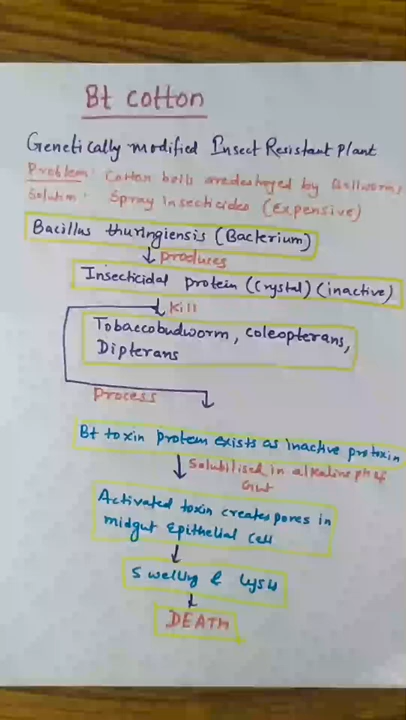 Bt cotton
Genetically modified Insect Resistant Plant
Problem: Cotton bolls are destroyed by Bollworms
Solution: Spray insecticides (Expensive)
Bacillus thuringiensis (Bacterium)
produces
Insecticidal protein (Crystal) (inactive)
Kill
Tobaccobudworm, coleopterans,
Dipterans
Process
Bt toxin protein exists as inactive protoxin
solubilised in alkaline pH of
Gut
Activated toxin creates pores in
midgut Epithelial cell
Swelling & Lysis
DEATH